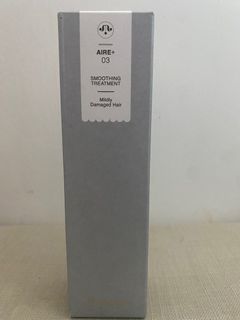 AIRE+
03
SMOOTHING
TREATMENT
Mildly
Damaged Hair